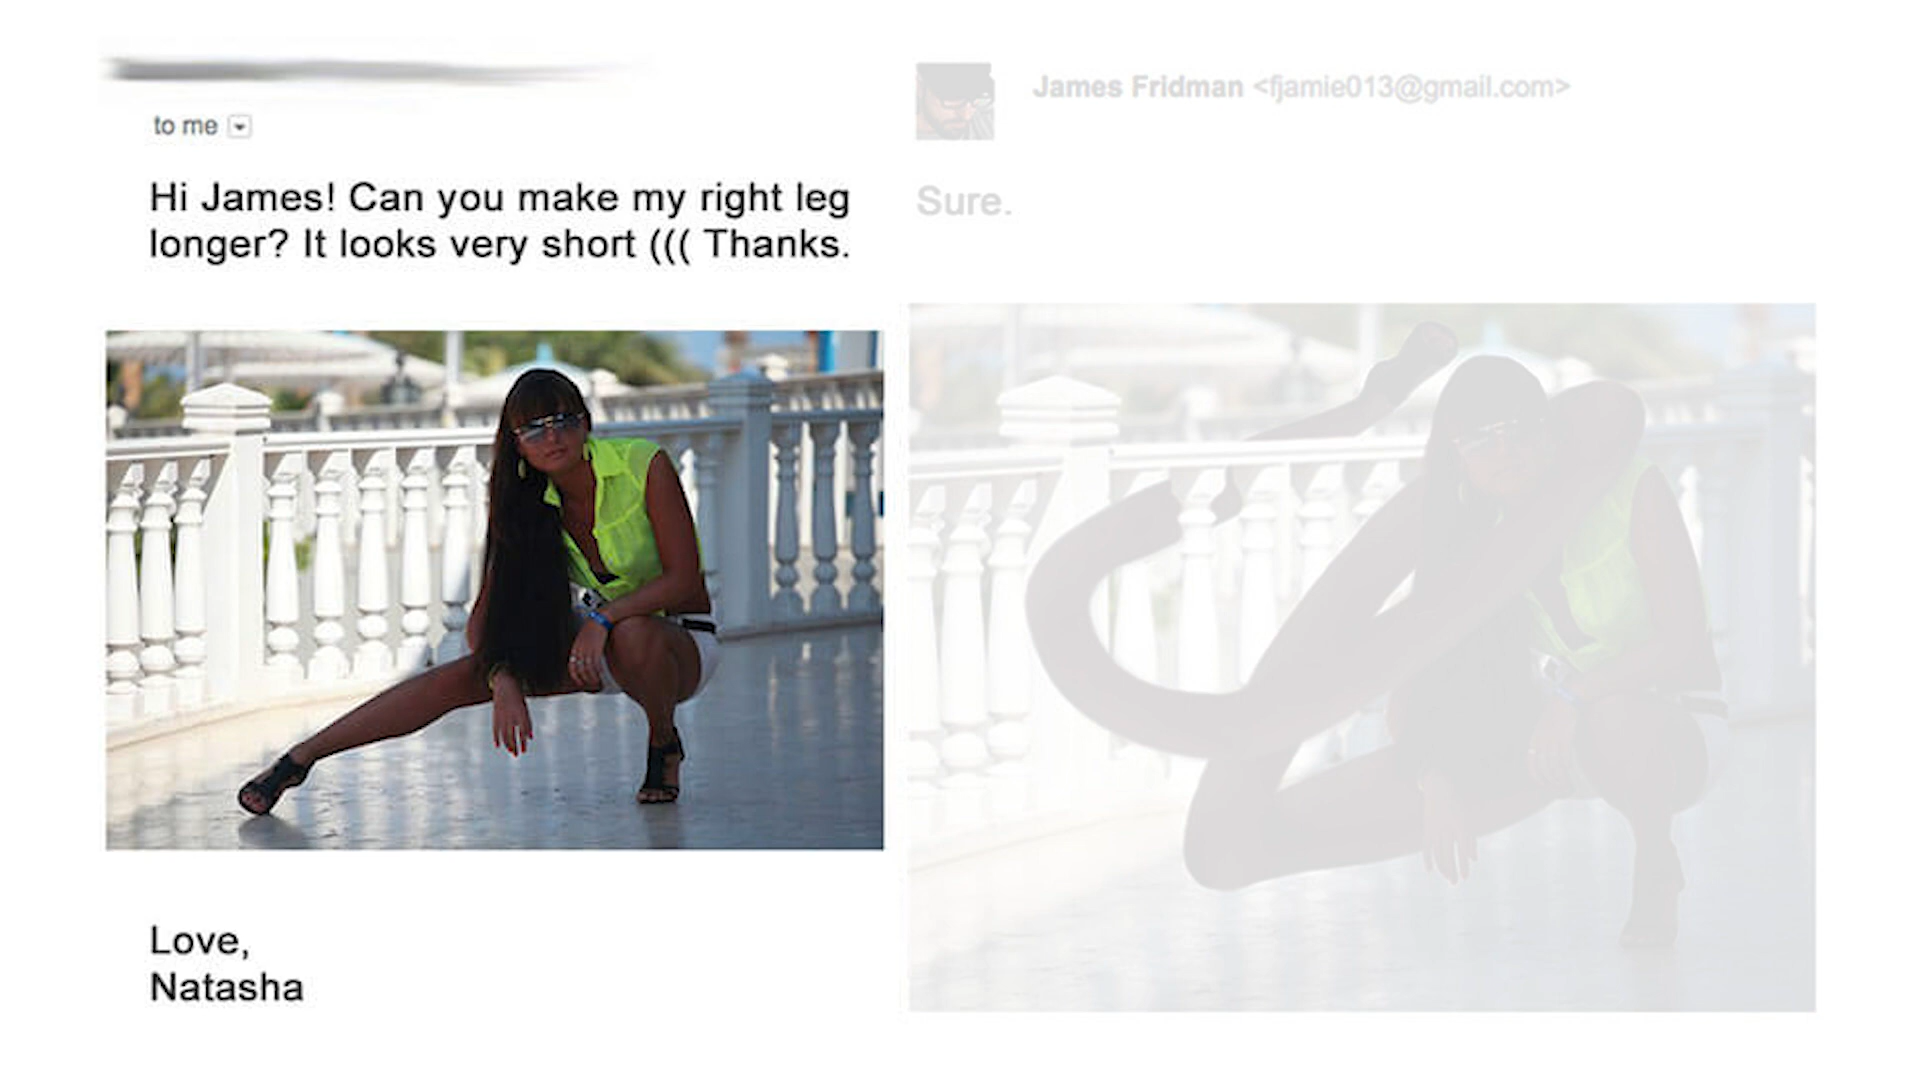 to me
Hi James! Can you make my right leg
longer? It looks very short ((( Thanks.
Love,
Natasha
James Fridman <fjamie013@gmail.com>
Sure.